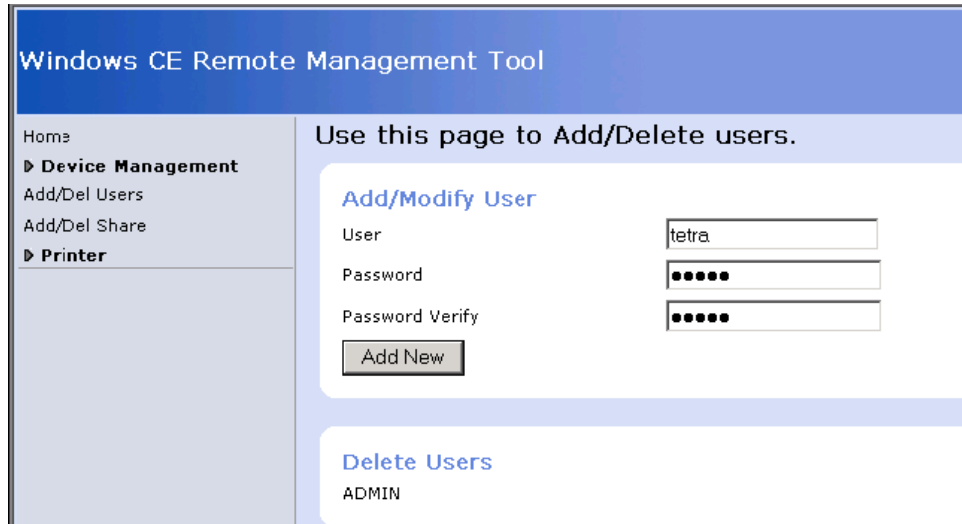 Windows CE Remote Management Tool
Home
Device Management
Add/Del Users
Add/Del Share
Printer
Use this page to Add/Delete users.
Add/Modify User
User tetra
Password •••••
Password Verify •••••
Add New
Delete Users
ADMIN